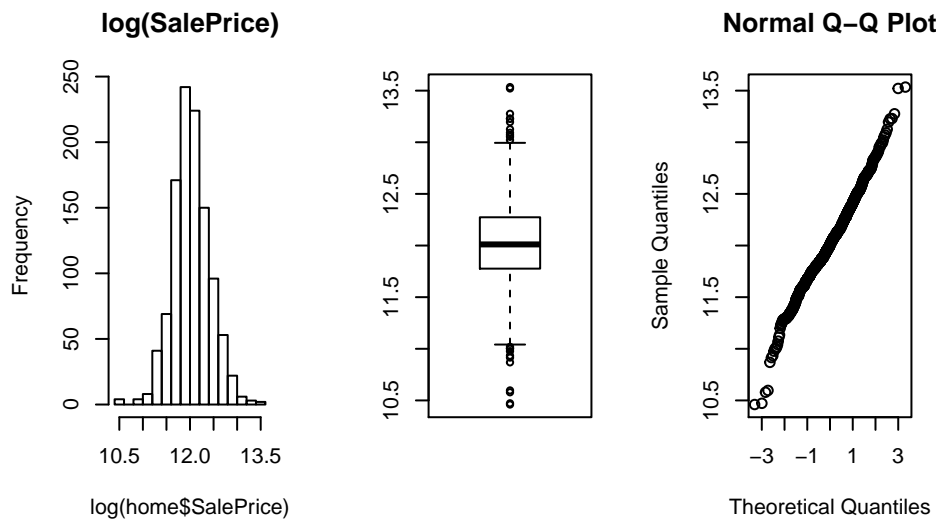 log(SalePrice)
Frequency
0
50
100
150
200
250
10.5 12.0 13.5
log(home$SalePrice)
10.5
11.5
12.5
13.5
Normal Q−Q Plot
Sample Quantiles
10.5
11.5
12.5
13.5
−3 −1 1 3
Theoretical Quantiles